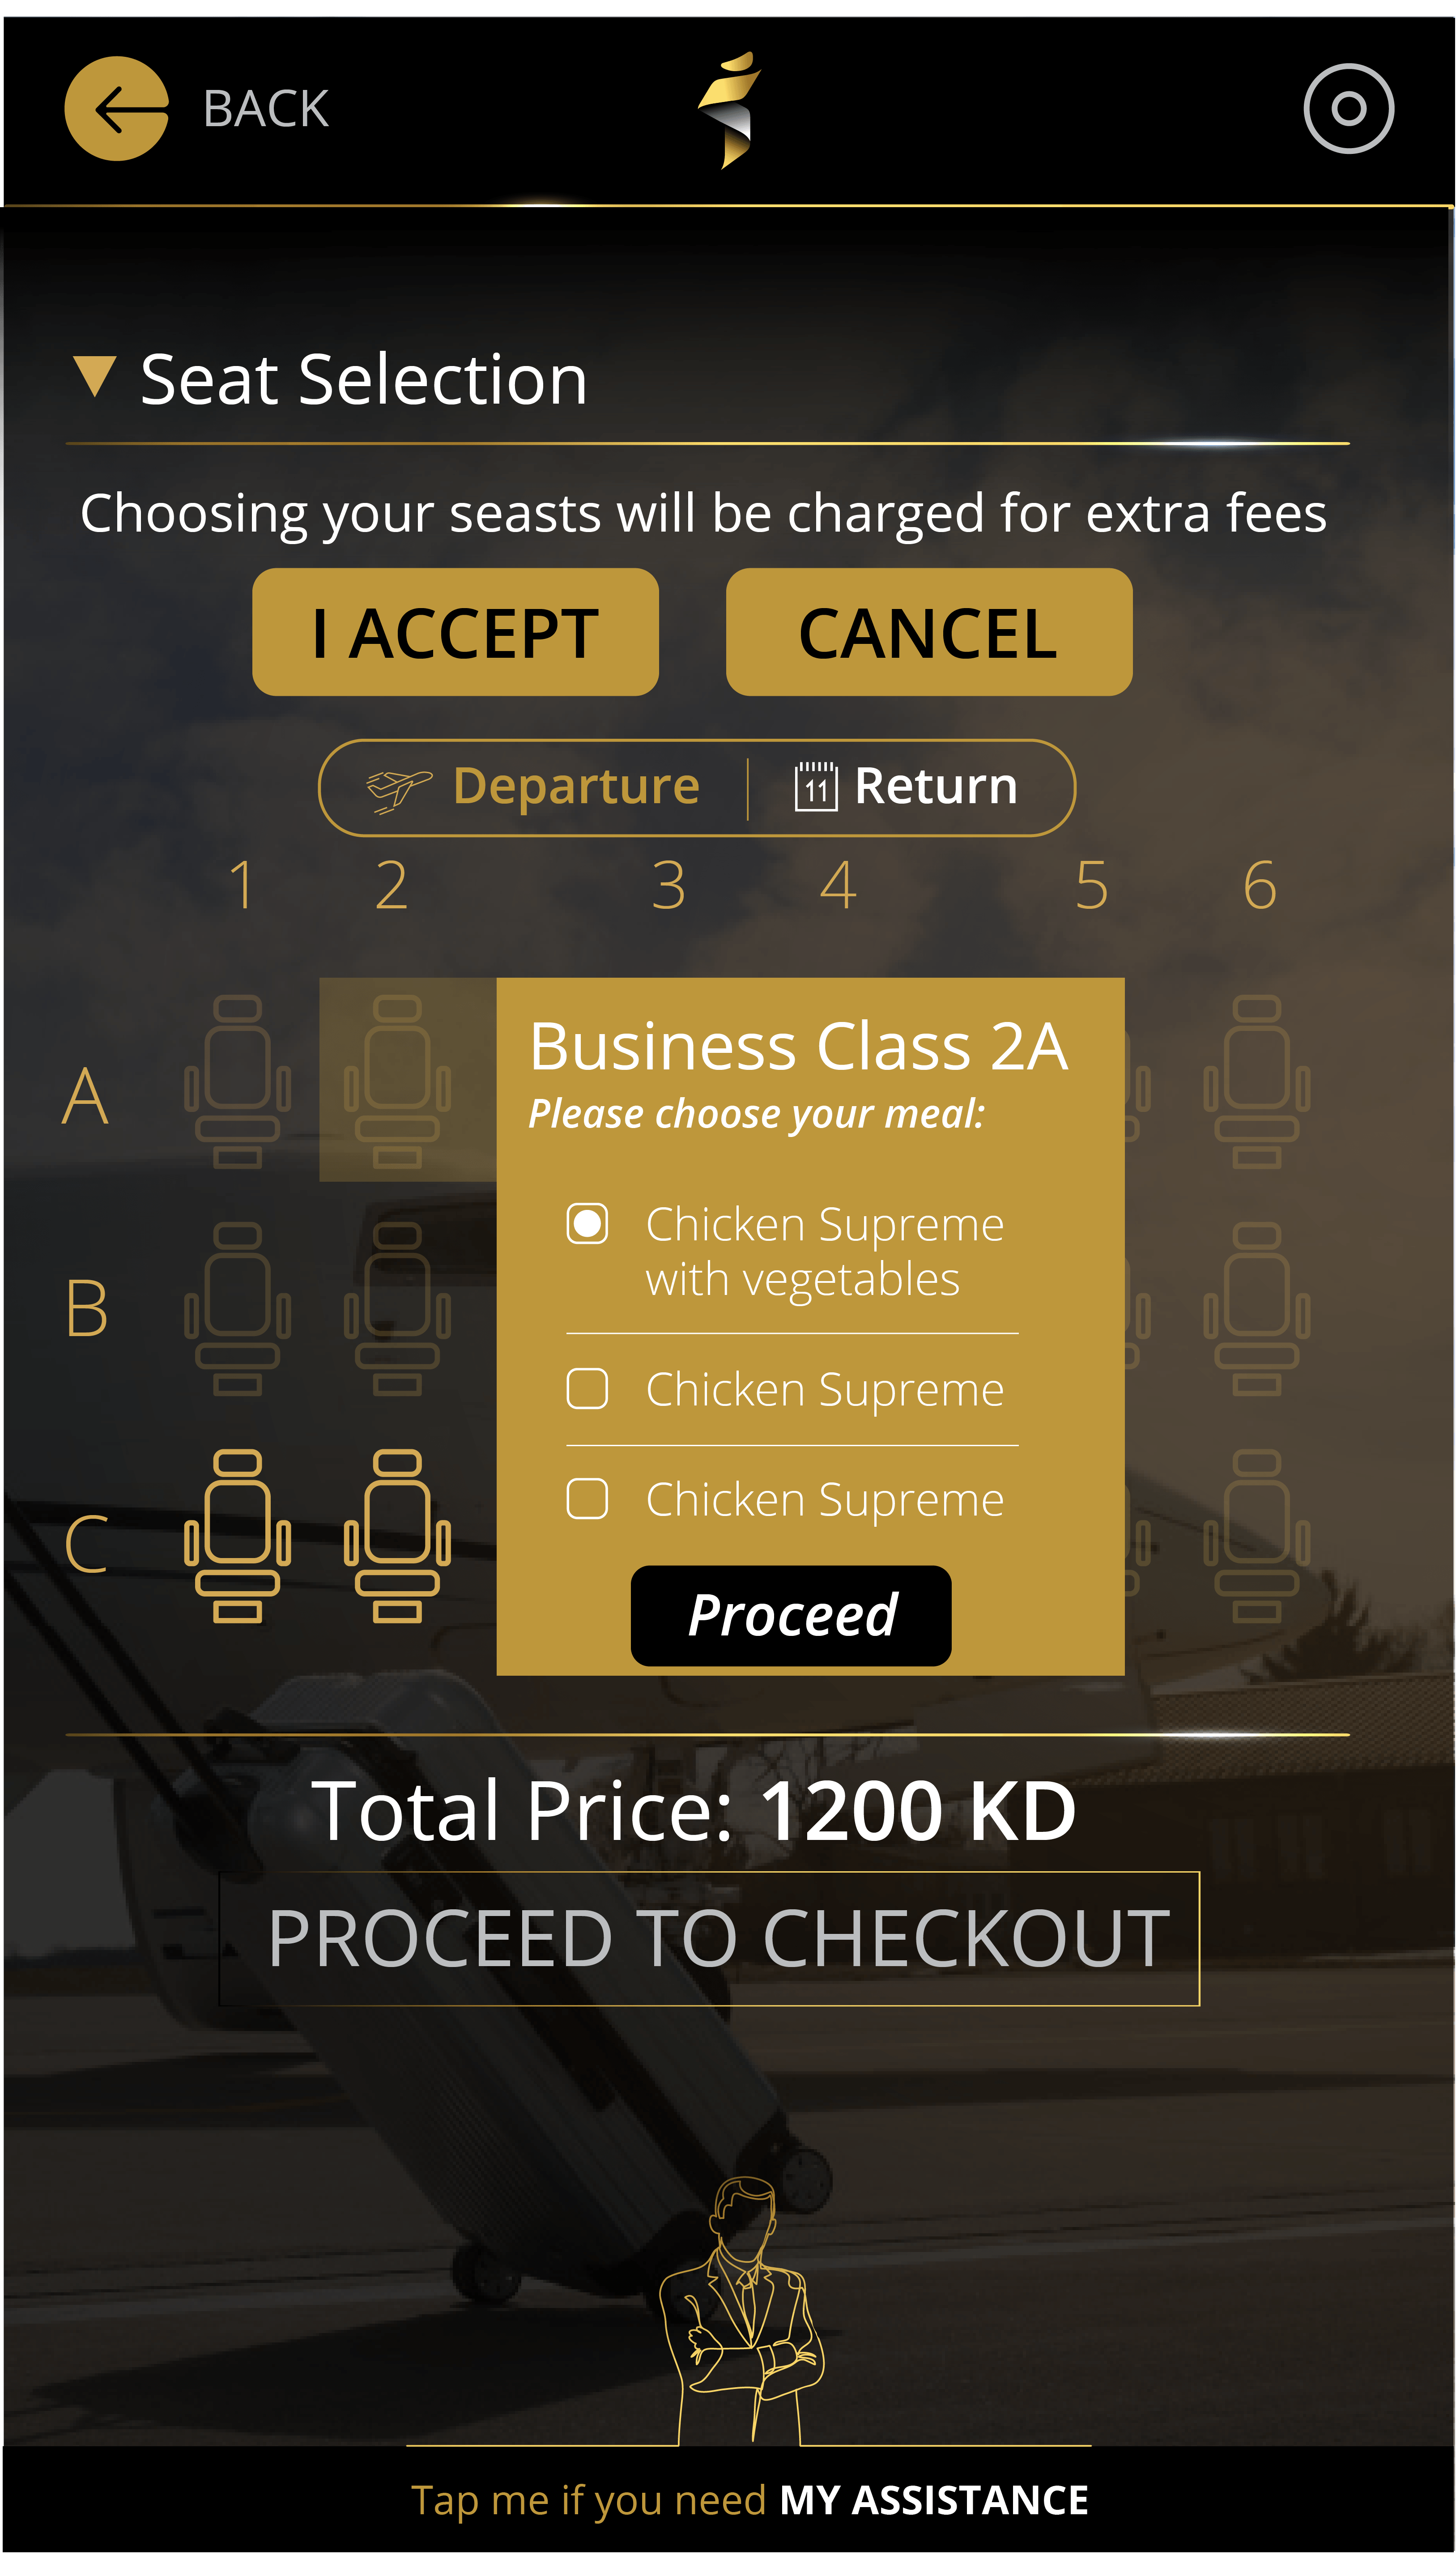 BACK
Seat Selection
Choosing your seasts will be charged for extra fees
I ACCEPT
CANCEL
Departure
11 Return
1 2 3 4 5 6
A
Business Class 2A
Please choose your meal:
Chicken Supreme
with vegetables
B
Chicken Supreme
Chicken Supreme
C
Proceed
Total Price: 1200 KD
PROCEED TO CHECKOUT
Tap me if you need MY ASSISTANCE